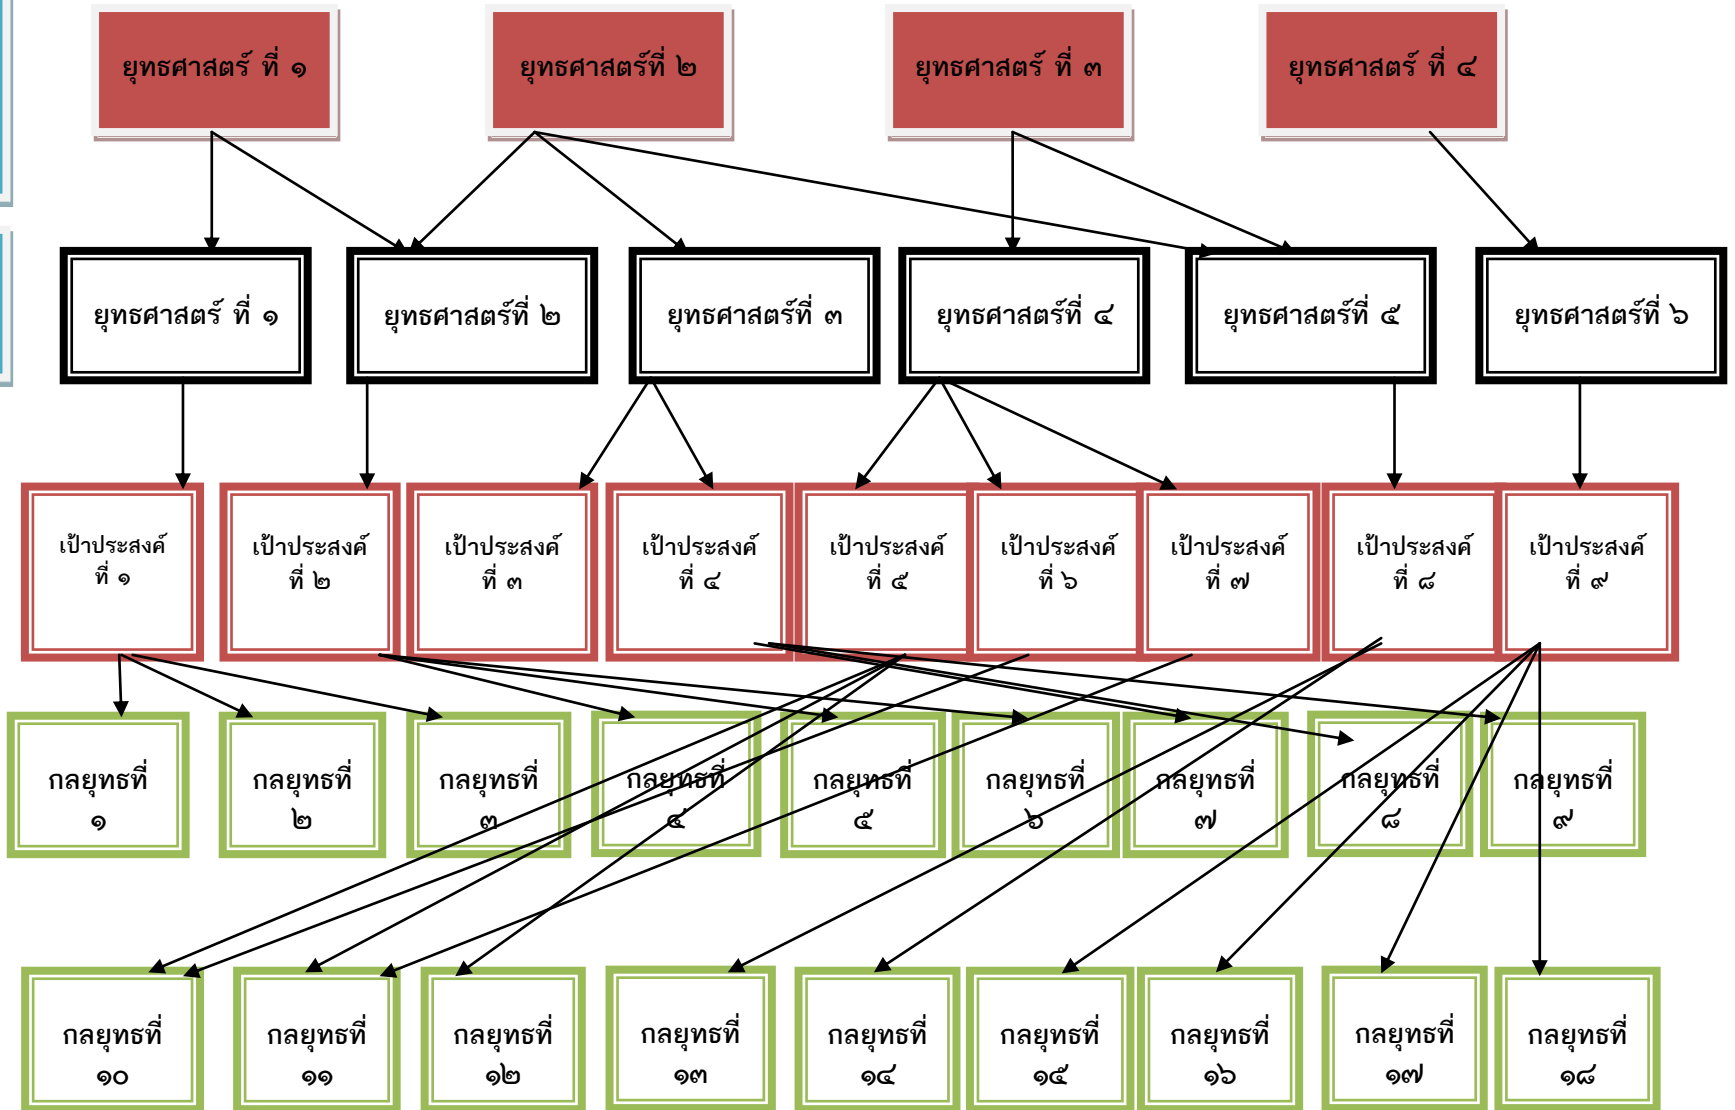 ยุทธศาสตร์ ที่ ๑
ยุทธศาสตร์ที่ ๒
ยุทธศาสตร์ ที่ ๓
ยุทธศาสตร์ ที่ ๔
ยุทธศาสตร์ ที่ ๑
ยุทธศาสตร์ที่ ๒
ยุทธศาสตร์ที่ ๓
ยุทธศาสตร์ที่ ๔
ยุทธศาสตร์ที่ ๕
ยุทธศาสตร์ที่ ๖
เป้าประสงค์
ที่ ๑
เป้าประสงค์
ที่ ๒
เป้าประสงค์
ที่ ๓
เป้าประสงค์
ที่ ๔
เป้าประสงค์
ที่ ๕
เป้าประสงค์
ที่ ๖
เป้าประสงค์
ที่ ๗
เป้าประสงค์
ที่ ๘
เป้าประสงค์
ที่ ๙
กลยุทธที่
๑
กลยุทธที่
๒
กลยุทธที่
๓
กลยุทธที่
๔
กลยุทธที่
๕
กลยุทธที่
๖
กลยุทธที่
๗
กลยุทธที่
๘
กลยุทธที่
๙
กลยุทธที่
๑๐
กลยุทธที่
๑๑
กลยุทธที่
๑๒
กลยุทธที่
๑๓
กลยุทธที่
๑๔
กลยุทธที่
๑๕
กลยุทธที่
๑๖
กลยุทธที่
๑๗
กลยุทธที่
๑๘